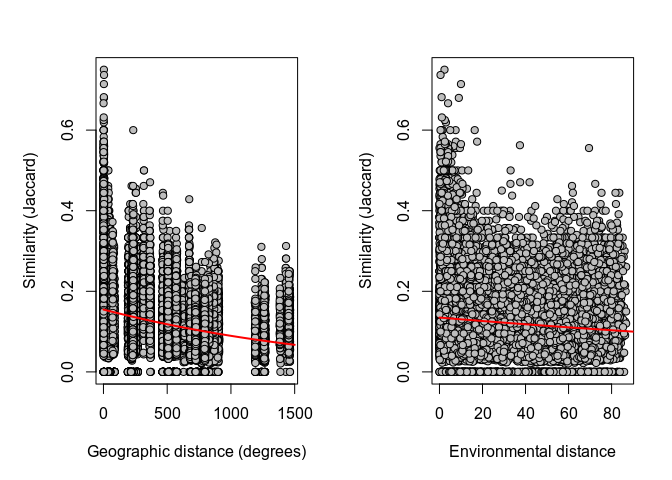 Similarity (Jaccard)
0.6
0.4
0.2
0.0
0 500 1000 1500
Geographic distance (degrees)
Similarity (Jaccard)
0.6
0.4
0.2
0.0
0 20 40 60 80
Environmental distance